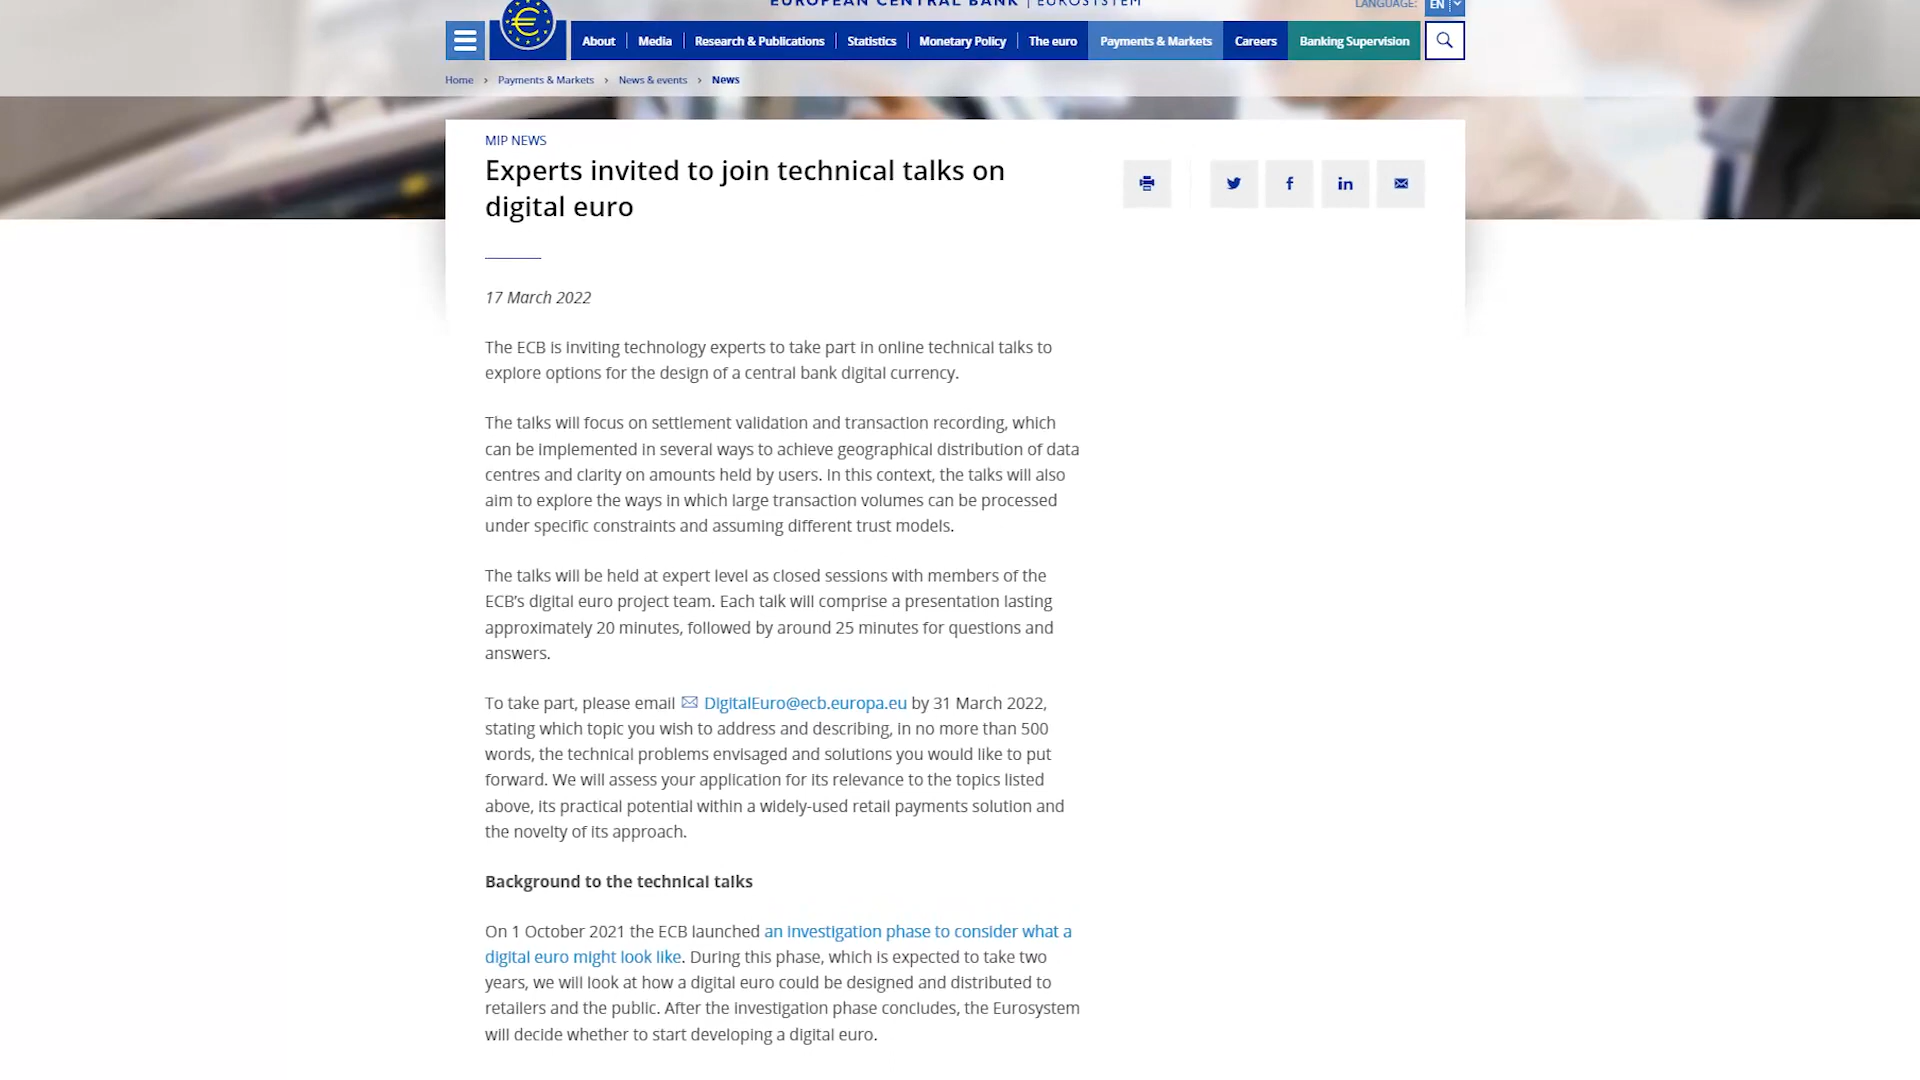 EUROPEAN CENTRAL BANK | EUROSYSTEM
LANGUAGE: EN
About Media Research & Publications Statistics Monetary Policy The euro Payments & Markets Careers Banking Supervision
Home > Payments & Markets > News & events > News
MIP NEWS
Experts invited to join technical talks on
digital euro
17 March 2022
The ECB is inviting technology experts to take part in online technical talks to
explore options for the design of a central bank digital currency.
The talks will focus on settlement validation and transaction recording, which
can be implemented in several ways to achieve geographical distribution of data
centres and clarity on amounts held by users. In this context, the talks will also
aim to explore the ways in which large transaction volumes can be processed
under specific constraints and assuming different trust models.
The talks will be held at expert level as closed sessions with members of the
ECB’s digital euro project team. Each talk will comprise a presentation lasting
approximately 20 minutes, followed by around 25 minutes for questions and
answers.
To take part, please email DigitalEuro@ecb.europa.eu by 31 March 2022,
stating which topic you wish to address and describing, in no more than 500
words, the technical problems envisaged and solutions you would like to put
forward. We will assess your application for its relevance to the topics listed
above, its practical potential within a widely-used retail payments solution and
the novelty of its approach.
Background to the technical talks
On 1 October 2021 the ECB launched an investigation phase to consider what a
digital euro might look like. During this phase, which is expected to take two
years, we will look at how a digital euro could be designed and distributed to
retailers and the public. After the investigation phase concludes, the Eurosystem
will decide whether to start developing a digital euro.